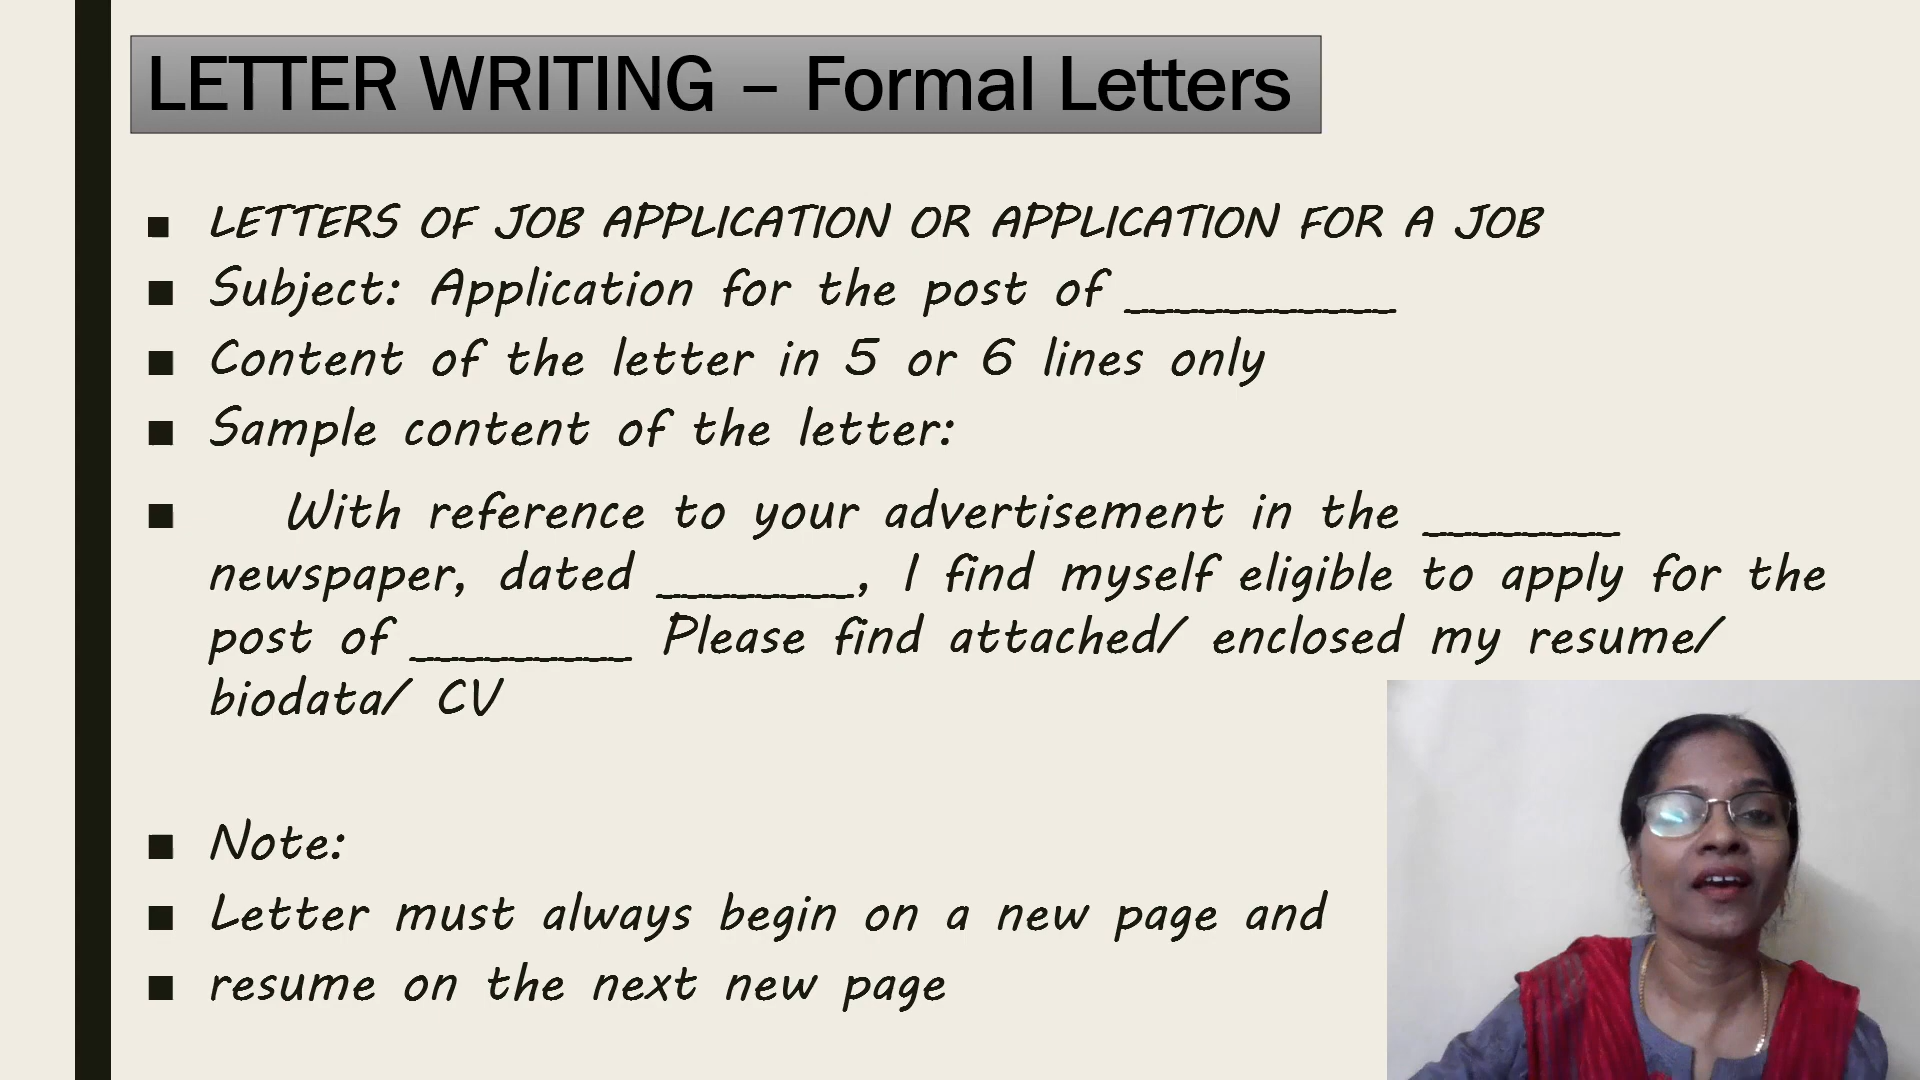 LETTER WRITING – Formal Letters
■ LETTERS OF JOB APPLICATION OR APPLICATION FOR A JOB
■ Subject: Application for the post of ___________
■ Content of the letter in 5 or 6 lines only
■ Sample content of the letter:
■ With reference to your advertisement in the ________
newspaper, dated ________, I find myself eligible to apply for the
post of _________ Please find attached/ enclosed my resume/
biodata/ CV
■ Note:
■ Letter must always begin on a new page and
■ resume on the next new page